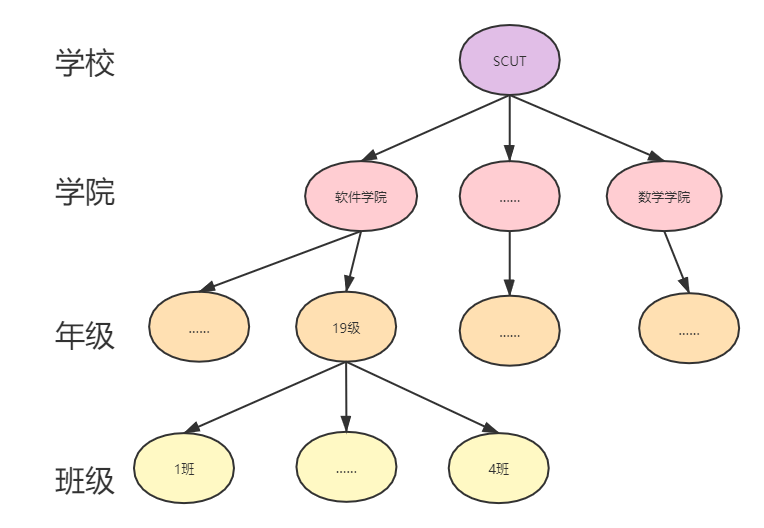 学校
SCUT
学院
软件学院
......
数学学院
年级
......
19级
......
......
班级
1班
......
4班